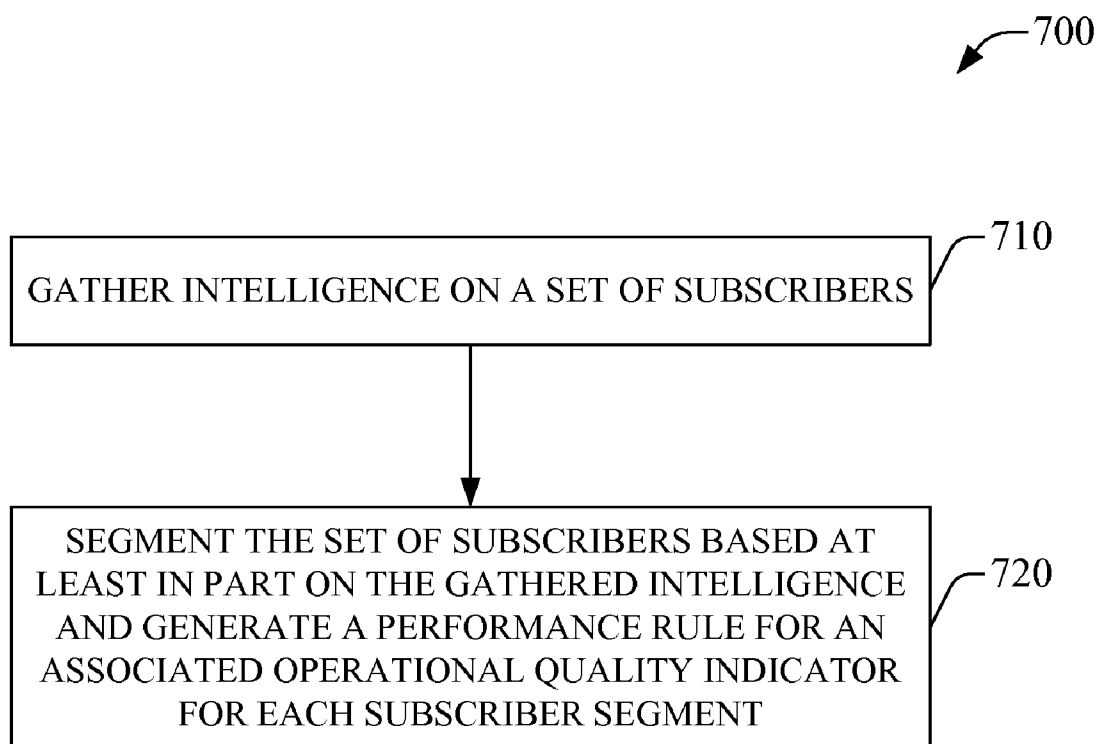 700
710
GATHER INTELLIGENCE ON A SET OF SUBSCRIBERS
SEGMENT THE SET OF SUBSCRIBERS BASED AT
LEAST IN PART ON THE GATHERED INTELLIGENCE
AND GENERATE A PERFORMANCE RULE FOR AN
ASSOCIATED OPERATIONAL QUALITY INDICATOR
FOR EACH SUBSCRIBER SEGMENT
720